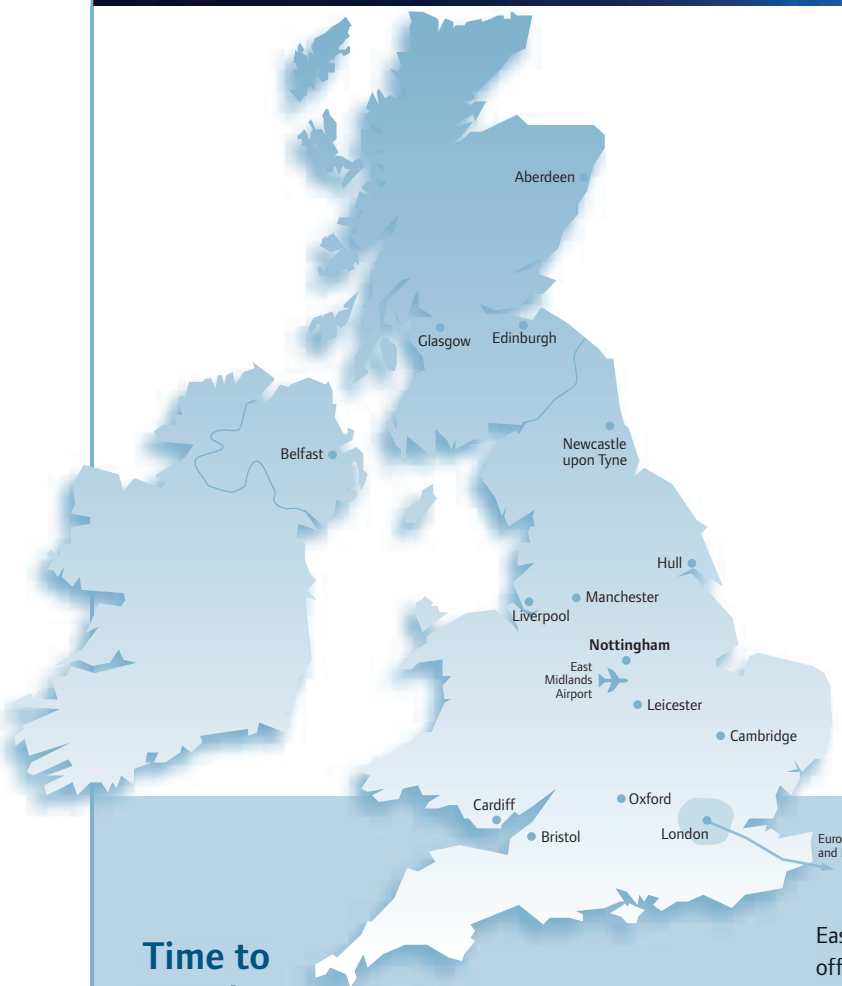 Aberdeen
Glasgow
Edinburgh
Newcastle
upon Tyne
Belfast
Hull
Manchester
Liverpool
Nottingham
East
Midlands
Airport
Leicester
Cambridge
Oxford
Cardiff
London
Bristol
and
Time to